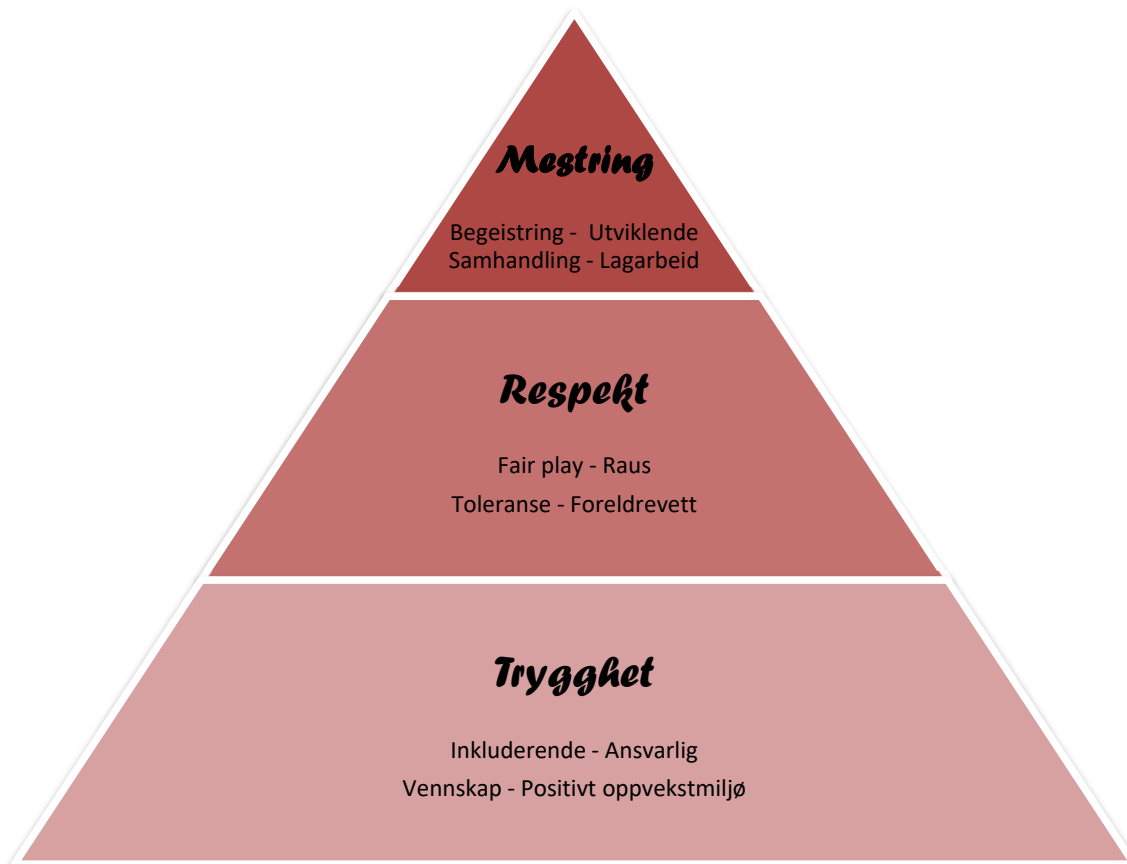 Mestring
Begeistring -  Utviklende
Samhandling - Lagarbeid
Respekt
Fair play - Raus
Toleranse - Foreldrevett
Trygghet
Inkluderende - Ansvarlig
Vennskap - Positivt oppvekstmiljø